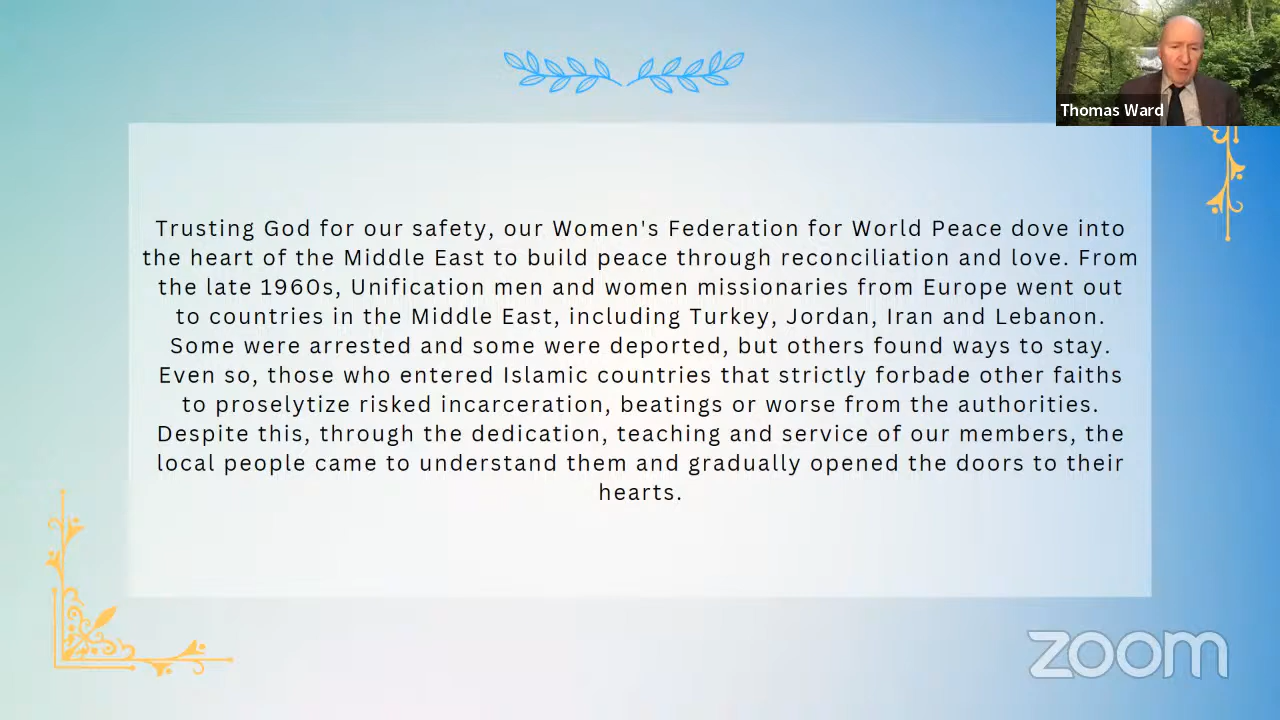 Thomas Ward
Trusting God for our safety, our Women's Federation for World Peace dove into
the heart of the Middle East to build peace through reconciliation and love. From
the late 1960s, Unification men and women missionaries from Europe went out
to countries in the Middle East, including Turkey, Jordan, Iran and Lebanon.
Some were arrested and some were deported, but others found ways to stay.
Even so, those who entered Islamic countries that strictly forbade other faiths
to proselytize risked incarceration, beatings or worse from the authorities.
Despite this, through the dedication, teaching and service of our members, the
local people came to understand them and gradually opened the doors to their
hearts.
zoom